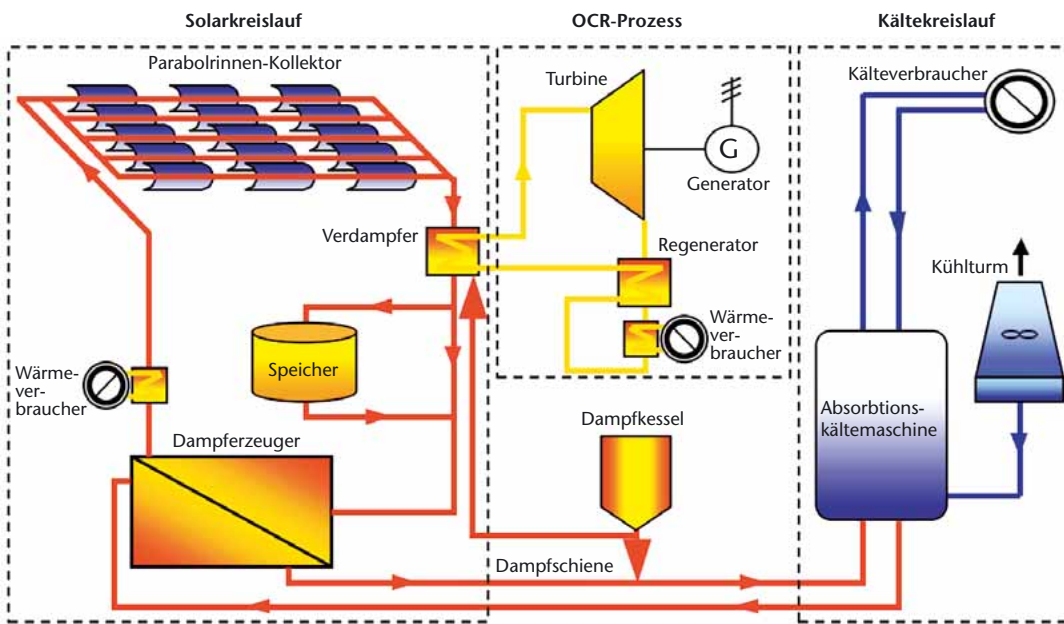 Solarkreislauf
OCR-Prozess
Kältekreislauf
Parabolrinnen-Kollektor
Turbine
Kälteverbraucher
G
Generator
Verdampfer
Regenerator
Kühlturm
Wärme-
ver-
braucher
Speicher
Wärme-
ver-
braucher
Dampferzeuger
Dampfkessel
Absorbtions-
kältemaschine
Dampfschiene